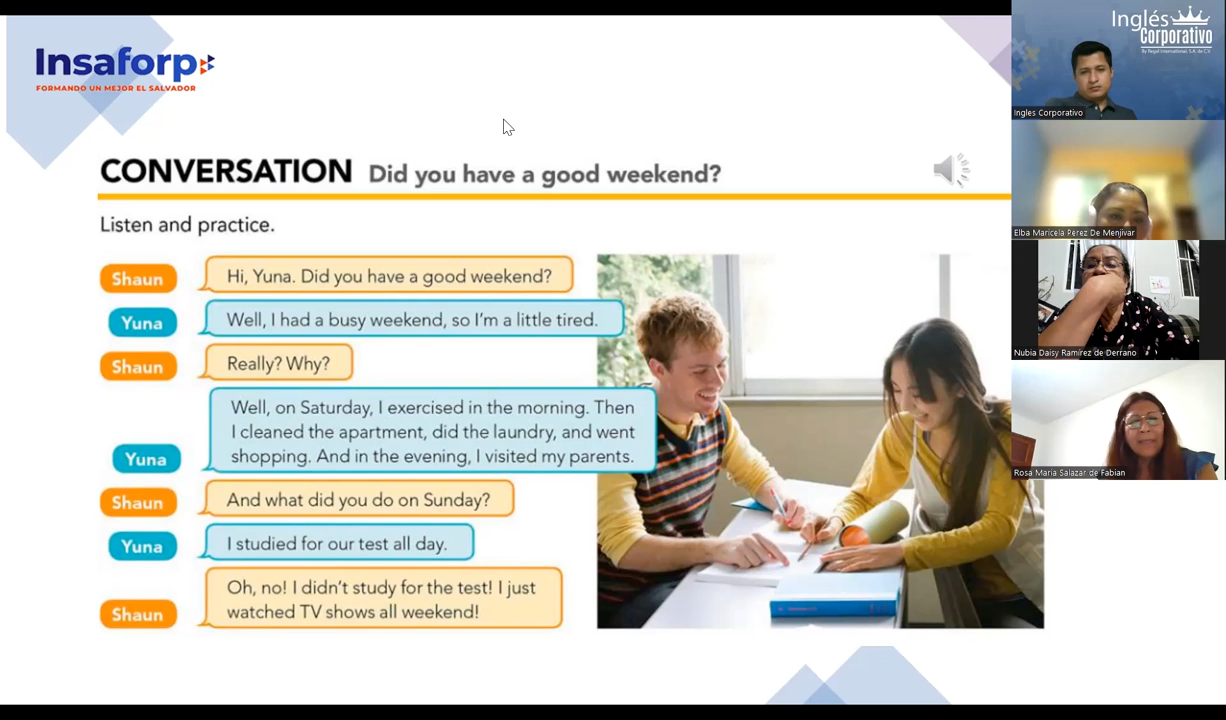 Insaforp
FORMANDO UN MEJOR EL SALVADOR
CONVERSATION Did you have a good weekend?
Listen and practice.
Shaun Hi, Yuna. Did you have a good weekend?
Yuna Well, I had a busy weekend, so I'm a little tired.
Shaun Really? Why?
Well, on Saturday, I exercised in the morning. Then
I cleaned the apartment, did the laundry, and went
Yuna shopping. And in the evening, I visited my parents.
Shaun And what did you do on Sunday?
Yuna I studied for our test all day.
Oh, no! I didn't study for the test! I just
Shaun watched TV shows all weekend!
Inglés
Corporativo
By Regal International, S.A. de C.V.
Ingles Corporativo
Elba Maricela Perez De Menjivar
Nubia Daisy Ramírez de Derrano
Rosa Maria Salazar de Fabian